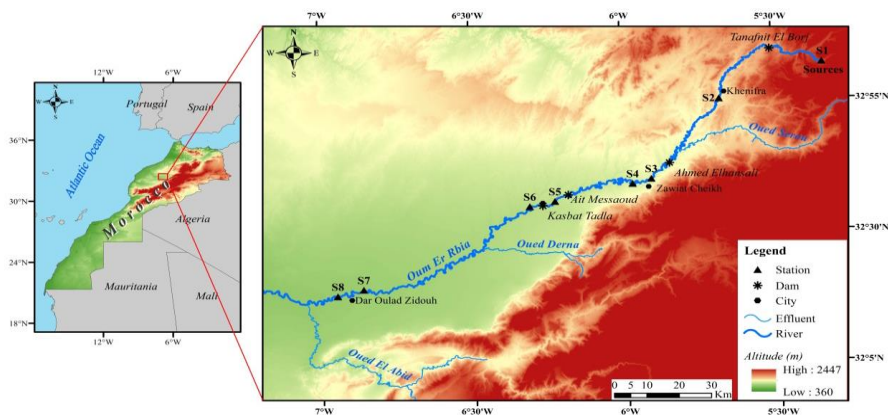 12°W 6°W
N
W E
S
Portugal
Spain
36°N
30°N
24°N
18°N
Atlantic Ocean
Morocco
Algeria
Mauritania
Mali
12°W 6°W
7°W 6°30'W 6°W 5°30'W
N
W E
S
Tanafnit El Borj
S1
Sources
S2
Khenifra
32°55'N
Ahmed Elhansali
S4 S3
Zawiat Cheikh
S6 S5
Ait Messaoud
Kasbat Tadla
32°30'N
Oued Derna
Oum Er Rbia
S8 S7
Dar Oulad Zidouh
Oued El Abid
32°5'N
Legend
Station
Dam
City
Effluent
River
Altitude (m)
High : 2447
Low : 360
0 5 10 20 30
Km
7°W 6°30'W 6°W 5°30'W